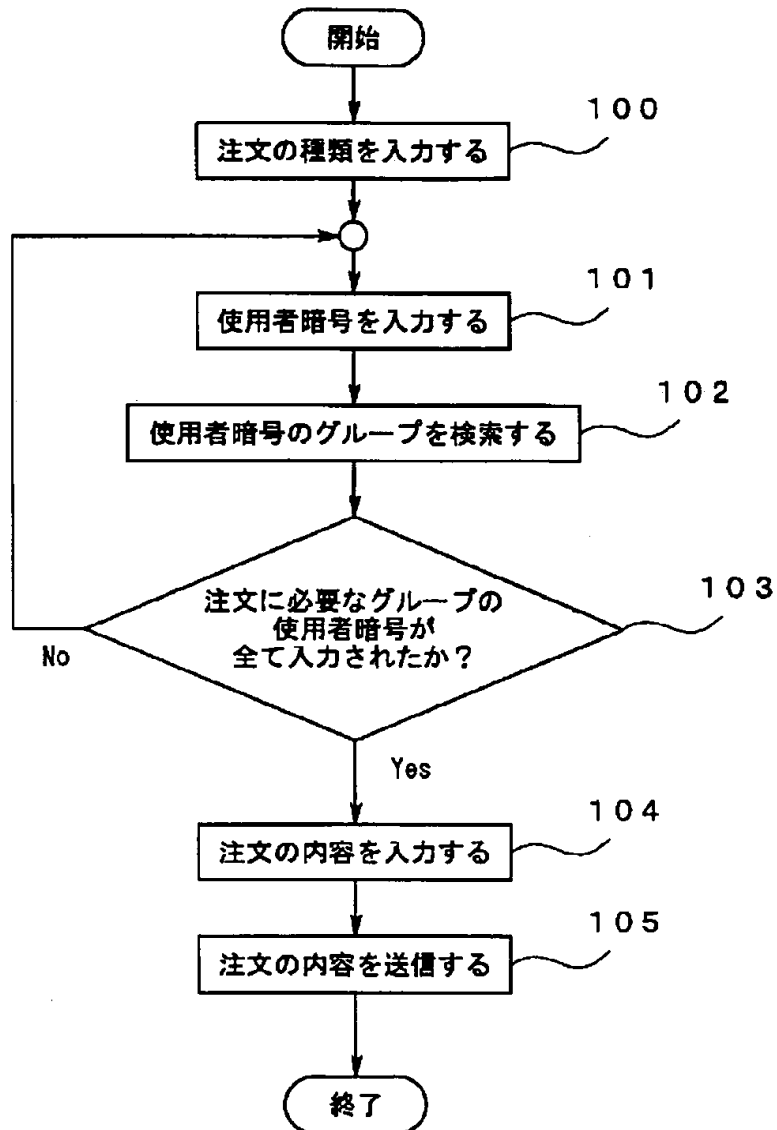 開始
100
注文の種類を入力する
101
使用者暗号を入力する
102
使用者暗号のグループを検索する
103
注文に必要なグループの
使用者暗号が
全て入力されたか?
No
Yes
104
注文の内容を入力する
105
注文の内容を送信する
終了